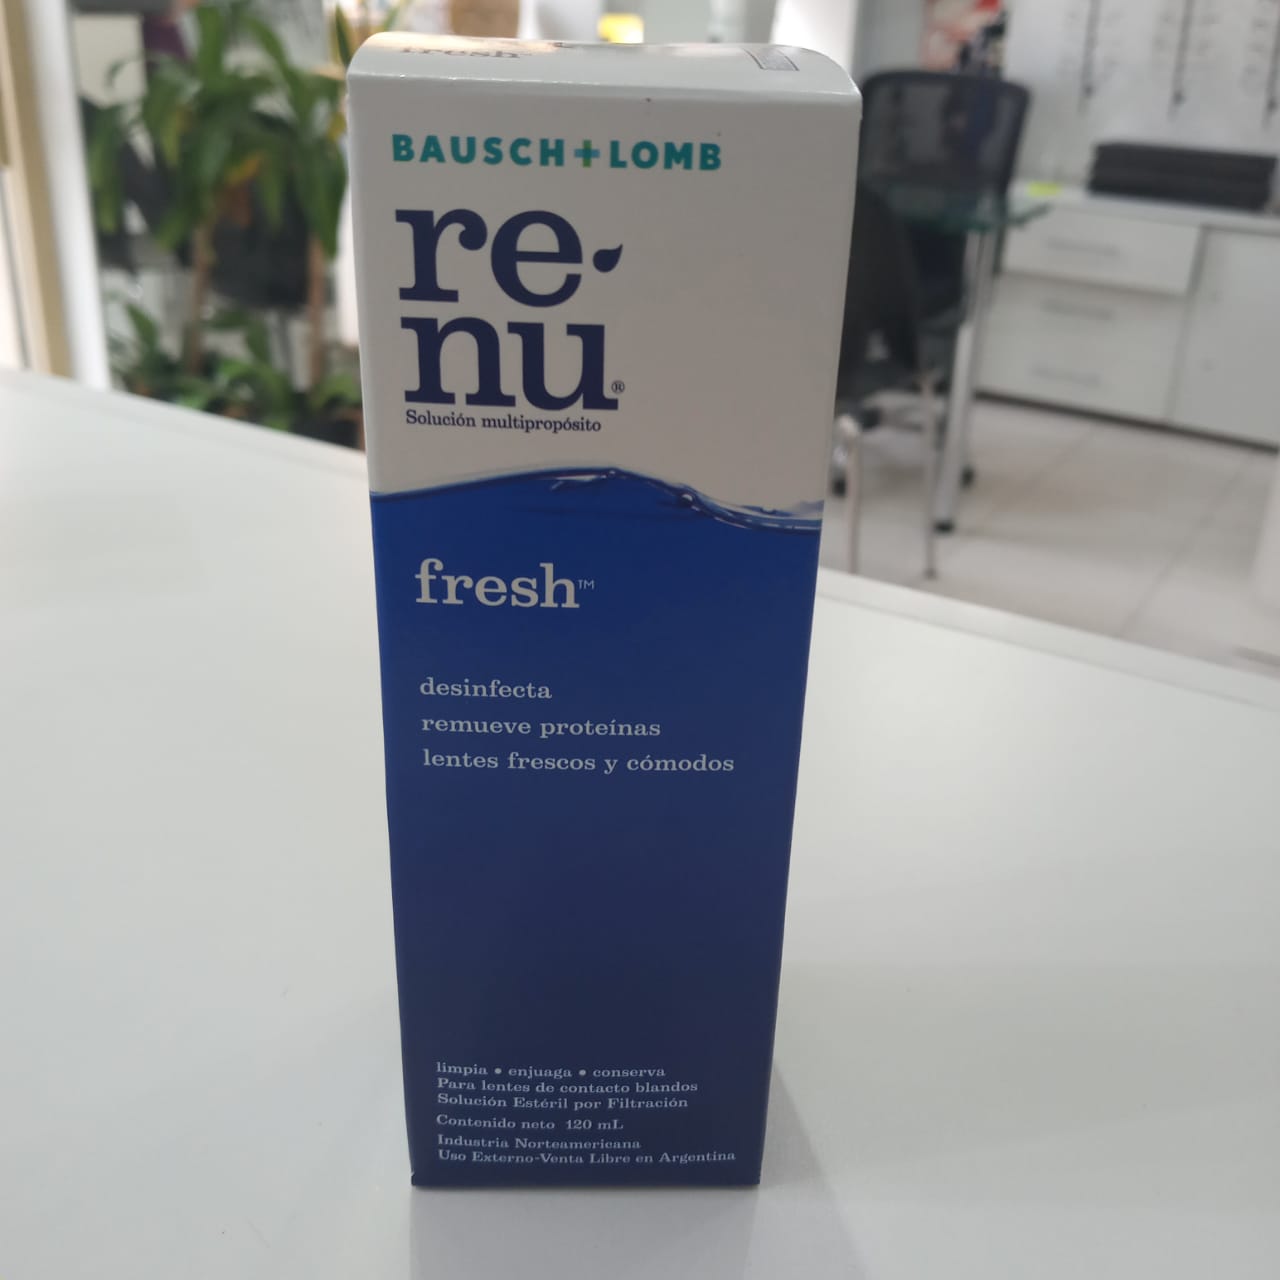 fresh
BAUSCH+LOMB
re
nu®
Solución multipropósito
fresh™
desinfecta
remueve proteínas
lentes frescos y cómodos
limpia • enjuaga • conserva
Para lentes de contacto blandos
Solución Estéril por Filtración
Contenido neto 120 mL
Industria Norteamericana
Uso Externo-Venta Libre en Argentina